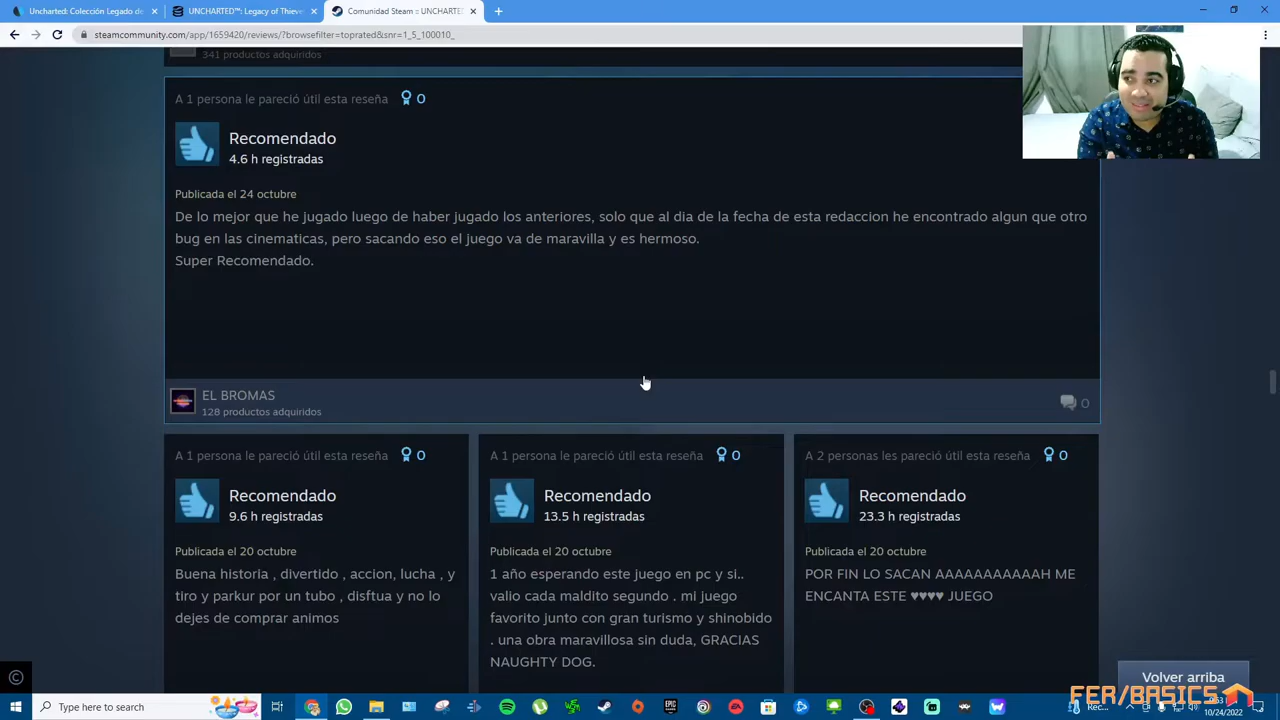 Uncharted: Colección Legado de
UNCHARTED™: Legacy of Thieve
Comunidad Steam :: UNCHARTED
steamcommunity.com/app/1659420/reviews/?browsefilter=toprated&snr=1_5_100010_
341 productos adquiridos
A 1 persona le pareció útil esta reseña 0
Recomendado
4.6 h registradas
Publicada el 24 octubre
De lo mejor que he jugado luego de haber jugado los anteriores, solo que al dia de la fecha de esta redaccion he encontrado algun que otro
bug en las cinematicas, pero sacando eso el juego va de maravilla y es hermoso.
Super Recomendado.
EL BROMAS
128 productos adquiridos
0
A 1 persona le pareció útil esta reseña 0
Recomendado
9.6 h registradas
Publicada el 20 octubre
Buena historia , divertido , accion, lucha , y
tiro y parkur por un tubo , disftua y no lo
dejes de comprar animos
A 1 persona le pareció útil esta reseña 0
Recomendado
13.5 h registradas
Publicada el 20 octubre
1 año esperando este juego en pc y si..
valio cada maldito segundo . mi juego
favorito junto con gran turismo y shinobido
. una obra maravillosa sin duda, GRACIAS
NAUGHTY DOG.
A 2 personas les pareció útil esta reseña 0
Recomendado
23.3 h registradas
Publicada el 20 octubre
POR FIN LO SACAN AAAAAAAAAAAH ME
ENCANTA ESTE ♥♥♥♥ JUEGO
Volver arriba
FER/BASICS
Type here to search
Rec...
10/24/2022